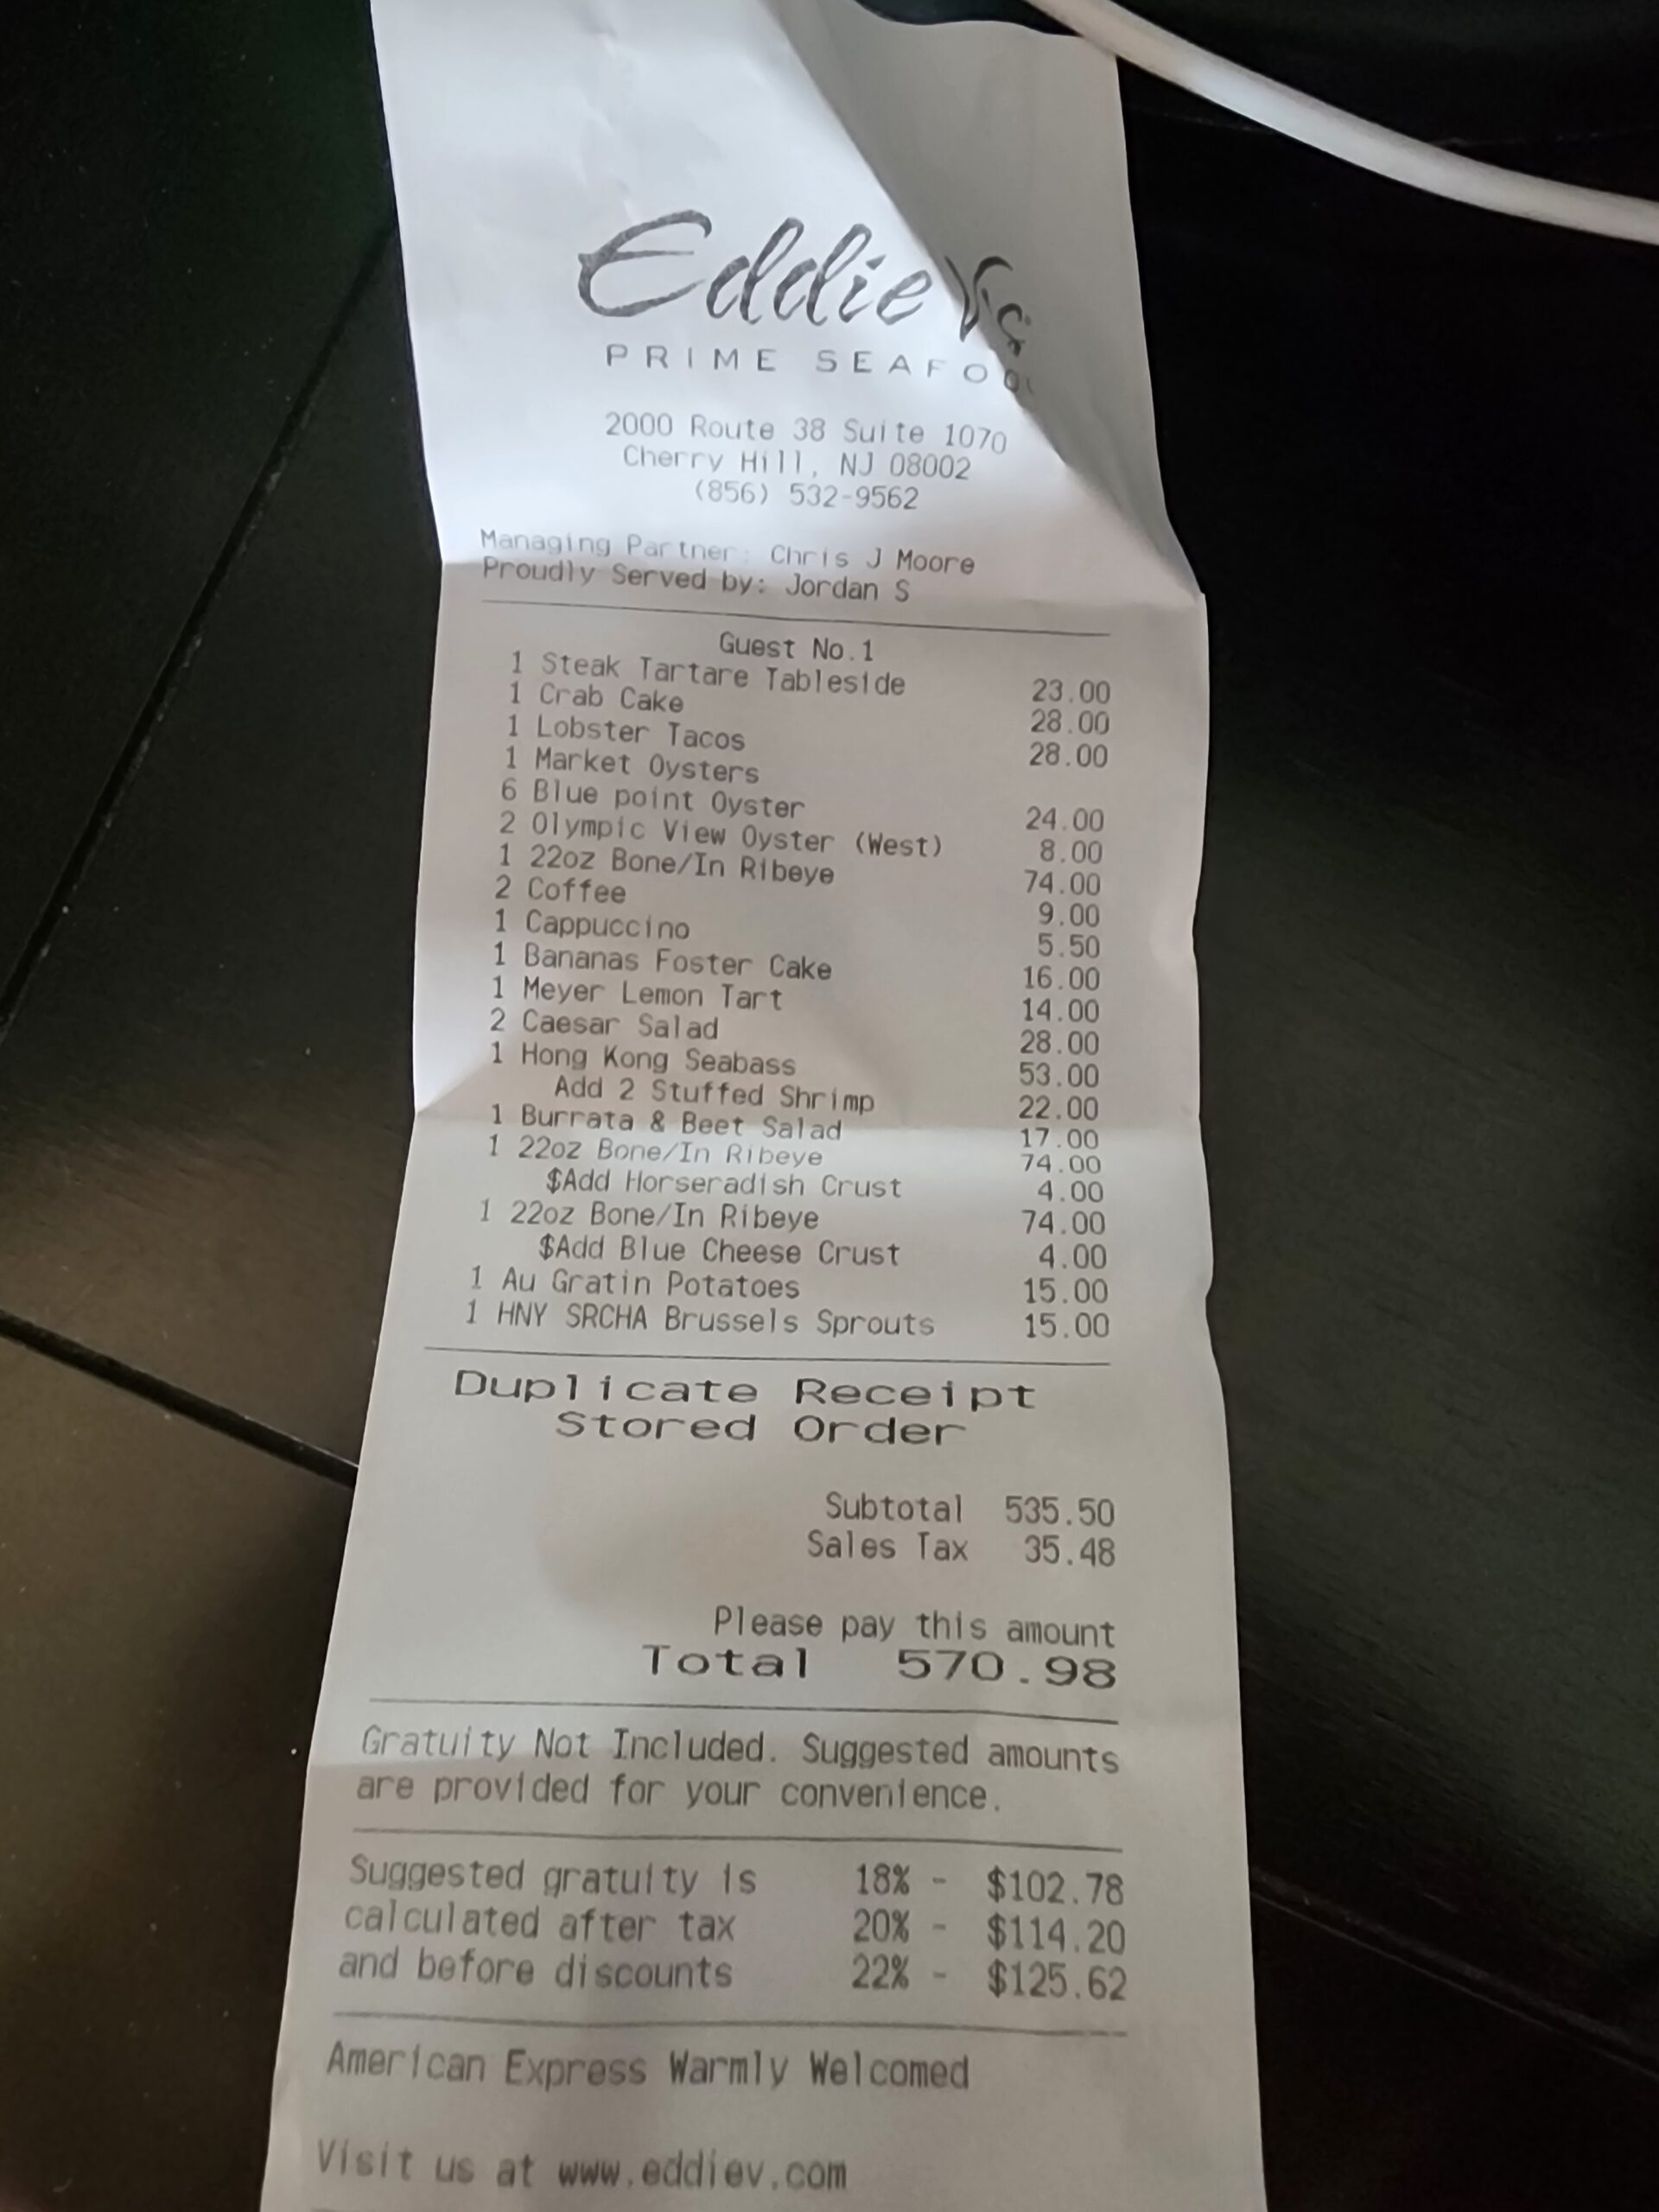 Eddie V's
PRIME SEAFOO
2000 Route 38 Suite 1070
Cherry Hill, NJ 08002
(856) 532-9562
Managing Partner: Chris J Moore
Proudly Served by: Jordan S
Guest No.1
1 Steak Tartare Tableside 23.00
1 Crab Cake 28.00
1 Lobster Tacos 28.00
1 Market Oysters
6 Blue point Oyster 24.00
2 Olympic View Oyster (West) 8.00
1 22oz Bone/In Ribeye 74.00
2 Coffee 9.00
1 Cappuccino 5.50
1 Bananas Foster Cake 16.00
1 Meyer Lemon Tart 14.00
2 Caesar Salad 28.00
1 Hong Kong Seabass 53.00
Add 2 Stuffed Shrimp 22.00
1 Burrata & Beet Salad 17.00
1 22oz Bone/In Ribeye 74.00
$Add Horseradish Crust 4.00
1 22oz Bone/In Ribeye 74.00
$Add Blue Cheese Crust 4.00
1 Au Gratin Potatoes 15.00
1 HNY SRCHA Brussels Sprouts 15.00
Duplicate Receipt
Stored Order
Subtotal 535.50
Sales Tax 35.48
Please pay this amount
Total 570.98
Gratuity Not Included. Suggested amounts
are provided for your convenience.
Suggested gratuity is 18% - $102.78
calculated after tax 20% - $114.20
and before discounts 22% - $125.62
American Express Warmly Welcomed
Visit us at www.eddiev.com